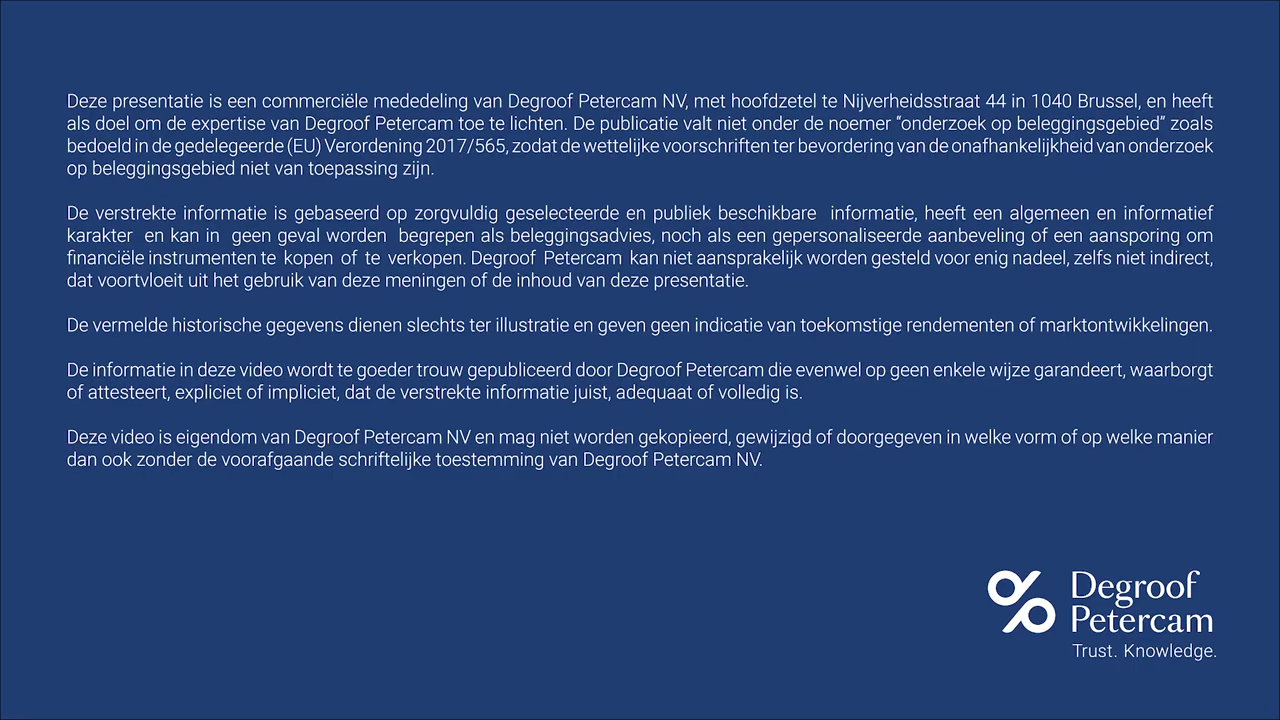 Deze presentatie is een commerciële mededeling van Degroof Petercam NV, met hoofdzetel te Nijverheidsstraat 44 in 1040 Brussel, en heeft
als doel om de expertise van Degroof Petercam toe te lichten. De publicatie valt niet onder de noemer “onderzoek op beleggingsgebied” zoals
bedoeld in de gedelegeerde (EU) Verordening 2017/565, zodat de wettelijke voorschriften ter bevordering van de onafhankelijkheid van onderzoek
op beleggingsgebied niet van toepassing zijn.
De verstrekte informatie is gebaseerd op zorgvuldig geselecteerde en publiek beschikbare informatie, heeft een algemeen en informatief
karakter en kan in geen geval worden begrepen als beleggingsadvies, noch als een gepersonaliseerde aanbeveling of een aansporing om
financiële instrumenten te kopen of te verkopen. Degroof Petercam kan niet aansprakelijk worden gesteld voor enig nadeel, zelfs niet indirect,
dat voortvloeit uit het gebruik van deze meningen of de inhoud van deze presentatie.
De vermelde historische gegevens dienen slechts ter illustratie en geven geen indicatie van toekomstige rendementen of marktontwikkelingen.
De informatie in deze video wordt te goeder trouw gepubliceerd door Degroof Petercam die evenwel op geen enkele wijze garandeert, waarborgt
of attesteert, expliciet of impliciet, dat de verstrekte informatie juist, adequaat of volledig is.
Deze video is eigendom van Degroof Petercam NV en mag niet worden gekopieerd, gewijzigd of doorgegeven in welke vorm of op welke manier
dan ook zonder de voorafgaande schriftelijke toestemming van Degroof Petercam NV.
Degroof
Petercam
Trust. Knowledge.